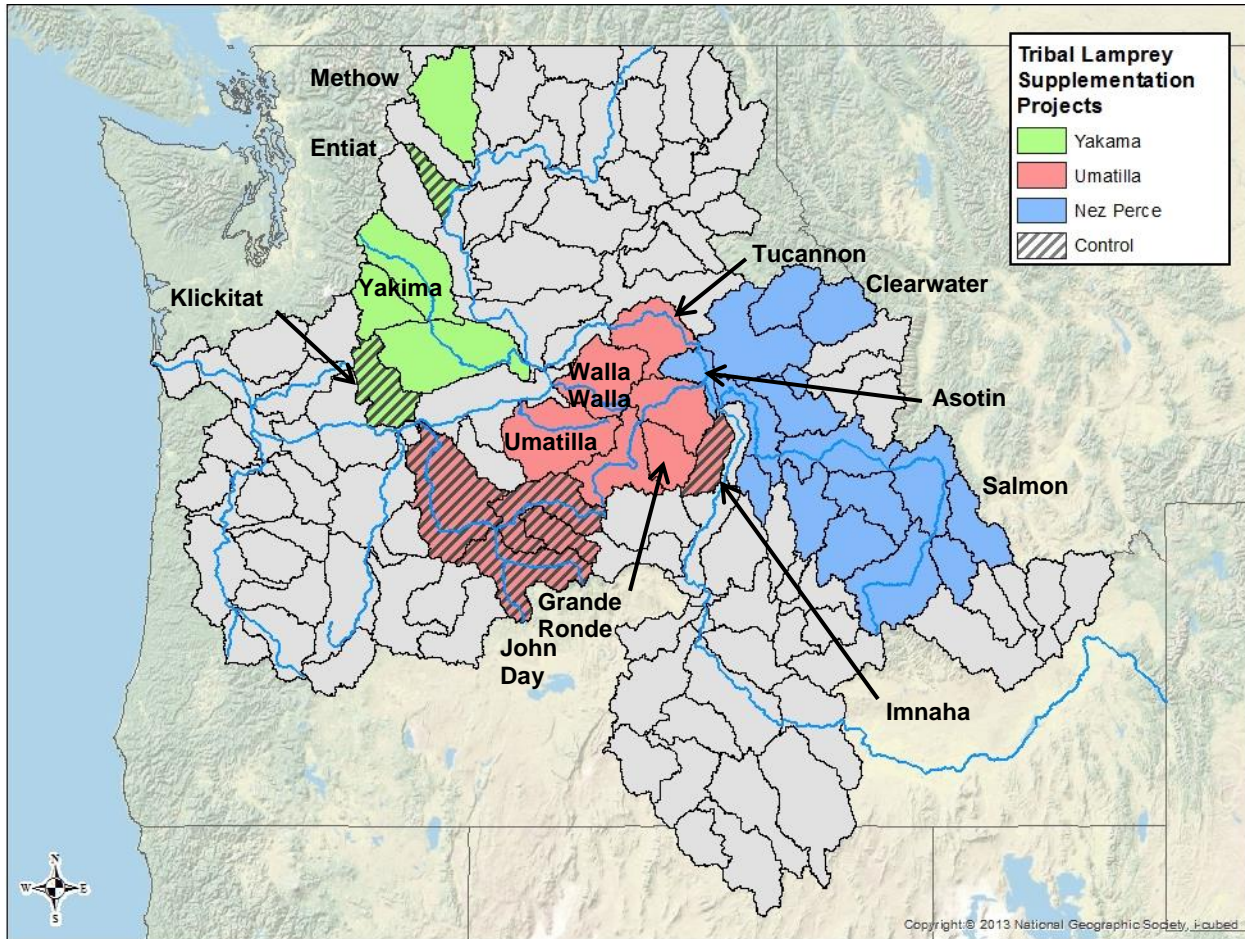 Tribal Lamprey
Supplementation
Projects
Yakama
Umatilla
Nez Perce
Control
Methow
Entiat
Tucannon
Clearwater
Klickitat
Yakima
Walla
Walla
Asotin
Umatilla
Salmon
Grande
Ronde
John
Day
Imnaha
N
W
E
S
Copyright:© 2013 National Geographic Society, i-cubed